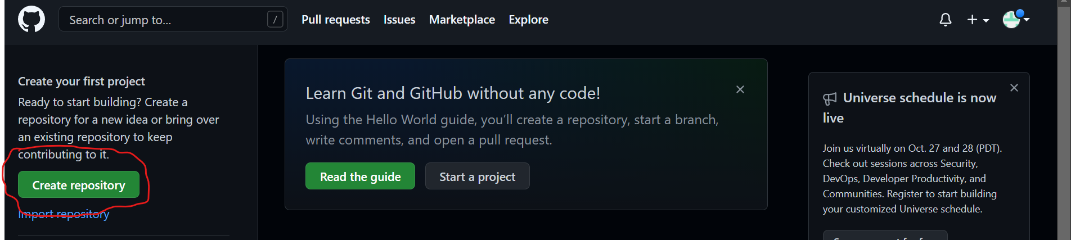 Search or jump to... /
Pull requests Issues Marketplace Explore
Create your first project
Ready to start building? Create a
repository for a new idea or bring over
an existing repository to keep
contributing to it.
Create repository
Import repository
Learn Git and GitHub without any code!
Using the Hello World guide, you'll create a repository, start a branch,
write comments, and open a pull request.
Read the guide Start a project
Universe schedule is now
live
Join us virtually on Oct. 27 and 28 (PDT).
Check out sessions across Security,
DevOps, Developer Productivity, and
Communities. Register to start building
your customized Universe schedule.